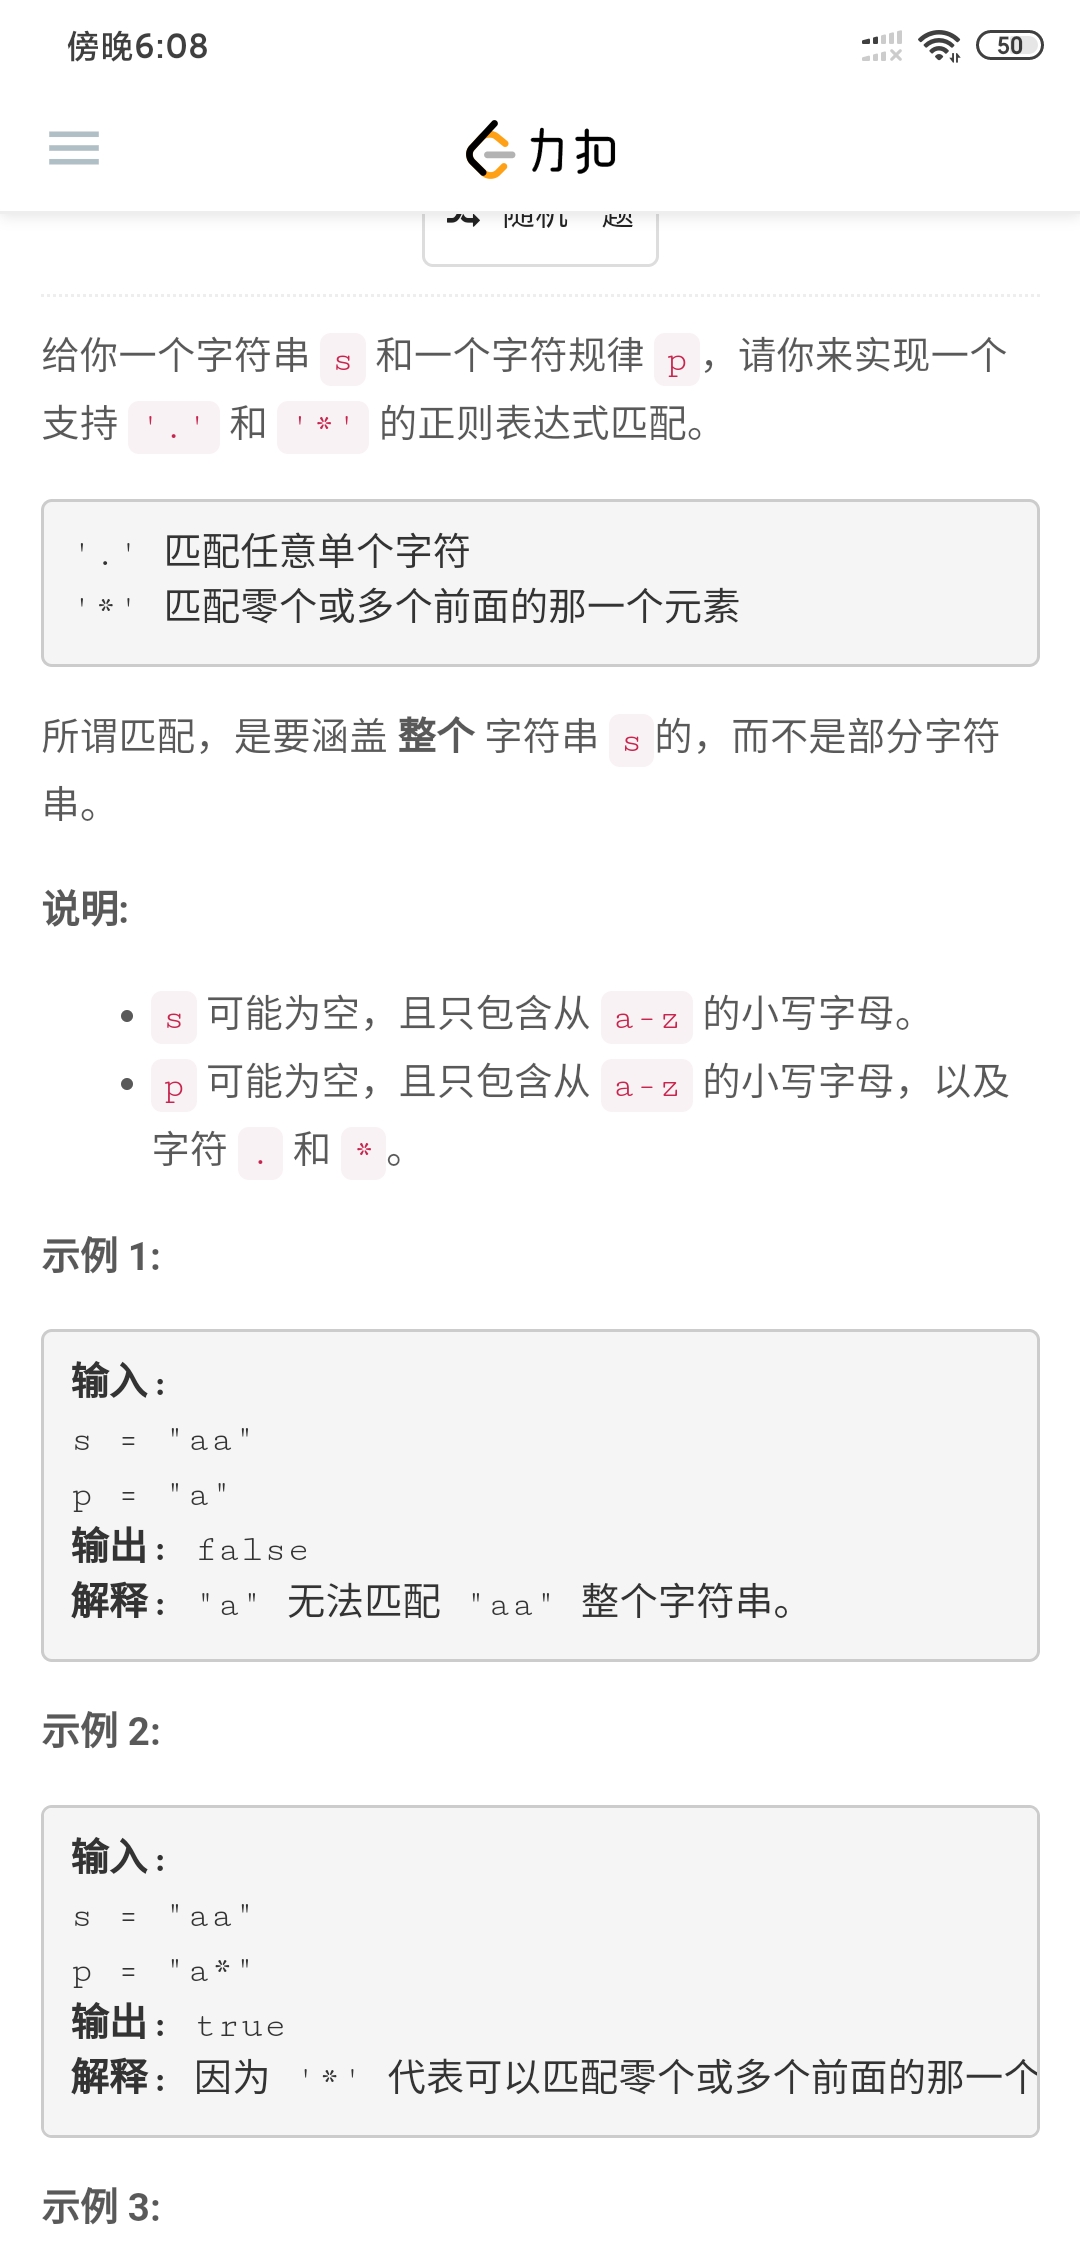 傍晚6:08
50
力扣
随机一题
给你一个字符串 s 和一个字符规律 p，请你来实现一个
支持 '.' 和 '*' 的正则表达式匹配。
'.' 匹配任意单个字符
'*' 匹配零个或多个前面的那一个元素
所谓匹配，是要涵盖 整个 字符串 s的，而不是部分字符
串。
说明:
s 可能为空，且只包含从 a-z 的小写字母。
p 可能为空，且只包含从 a-z 的小写字母，以及
字符 . 和 *。
示例 1:
输入:
s = "aa"
p = "a"
输出: false
解释: "a" 无法匹配 "aa" 整个字符串。
示例 2:
输入:
s = "aa"
p = "a*"
输出: true
解释: 因为 '*' 代表可以匹配零个或多个前面的那一个
示例 3: